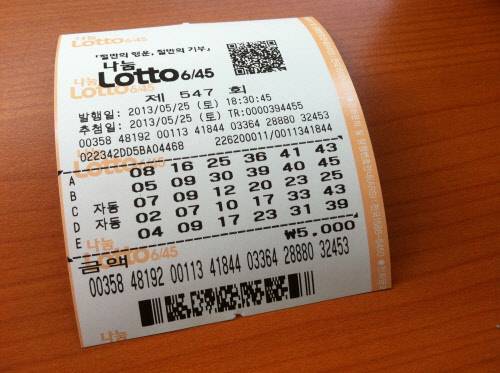 「절반의 행운, 절반의 기부」
나눔
Lotto 6/45
제 547 회
발행일: 2013/05/25 (토) 18:30:45
추첨일: 2013/05/25 (토) TR:0000394455
00358 48192 00113 41844 03364 28880 32453
022342DD5BA04468 226200011/0011341844
A 08 16 25 36 41 43
B 05 09 30 39 40 45
C 자동 07 09 12 20 23 25
D 자동 02 07 10 17 33 43
E 04 09 17 23 31 39
금액 ₩5,000
00358 48192 00113 41844 03364 28880 32453